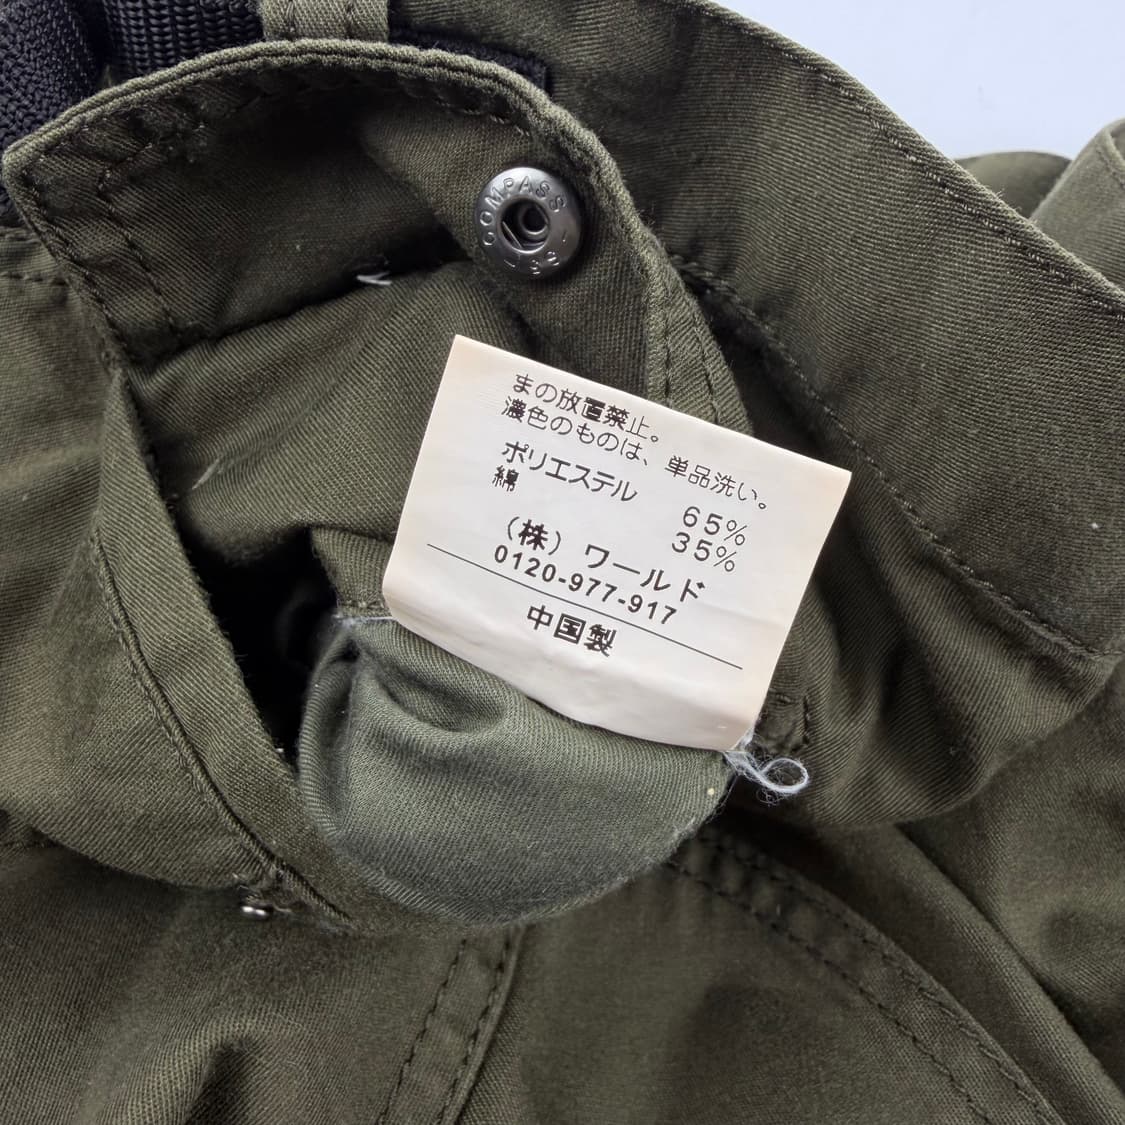 COMPASS
まの放置禁止。
濃色のものは、単品洗い。
ポリエステル 65%
綿 35%
(株)ワールド
0120-977-917
中国製